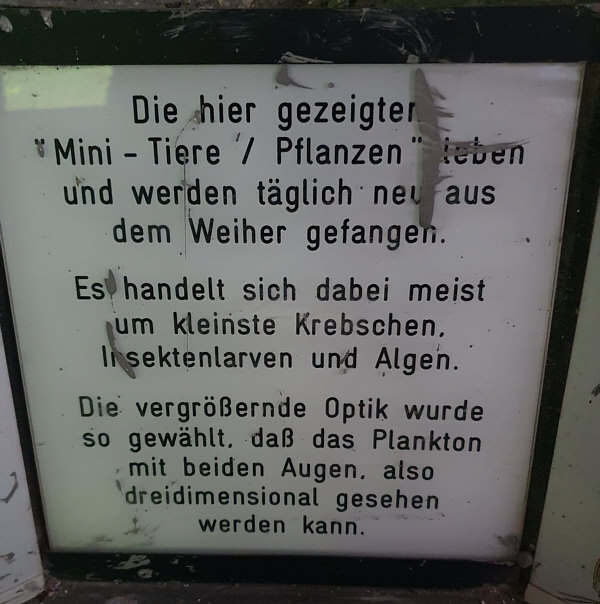 Die hier gezeigten
"Mini - Tiere / Pflanzen" leben
und werden täglich neu aus
dem Weiher gefangen.
Es handelt sich dabei meist
um kleinste Krebschen,
Insektenlarven und Algen.
Die vergrößernde Optik wurde
so gewählt, daß das Plankton
mit beiden Augen, also
dreidimensional gesehen
werden kann.